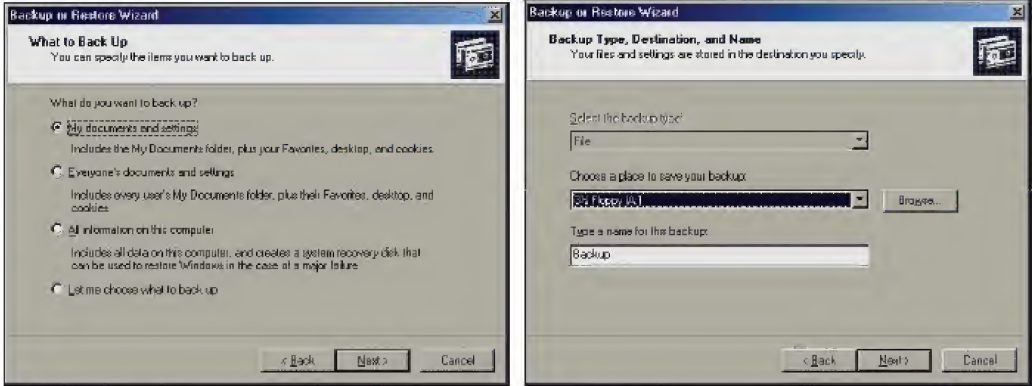 Backup or Restore Wizard
What to Back Up
You can specify the items you want to back up.
What do you want to back up?
My documents and settings
Includes the My Documents folder, plus your Favorites, desktop, and cookies.
Everyone's documents and settings
Includes every user's My Documents folder, plus their Favorites, desktop, and
cookies.
All information on this computer
Includes all data on this computer, and creates a system recovery disk that
can be used to restore Windows in the case of a major failure.
Let me choose what to back up
< Back
Next >
Cancel
Backup or Restore Wizard
Backup Type, Destination, and Name
Your files and settings are stored in the destination you specify.
Select the backup type:
File
Choose a place to save your backup:
3½ Floppy (A:)
Browse...
Type a name for this backup:
Backup
< Back
Next >
Cancel